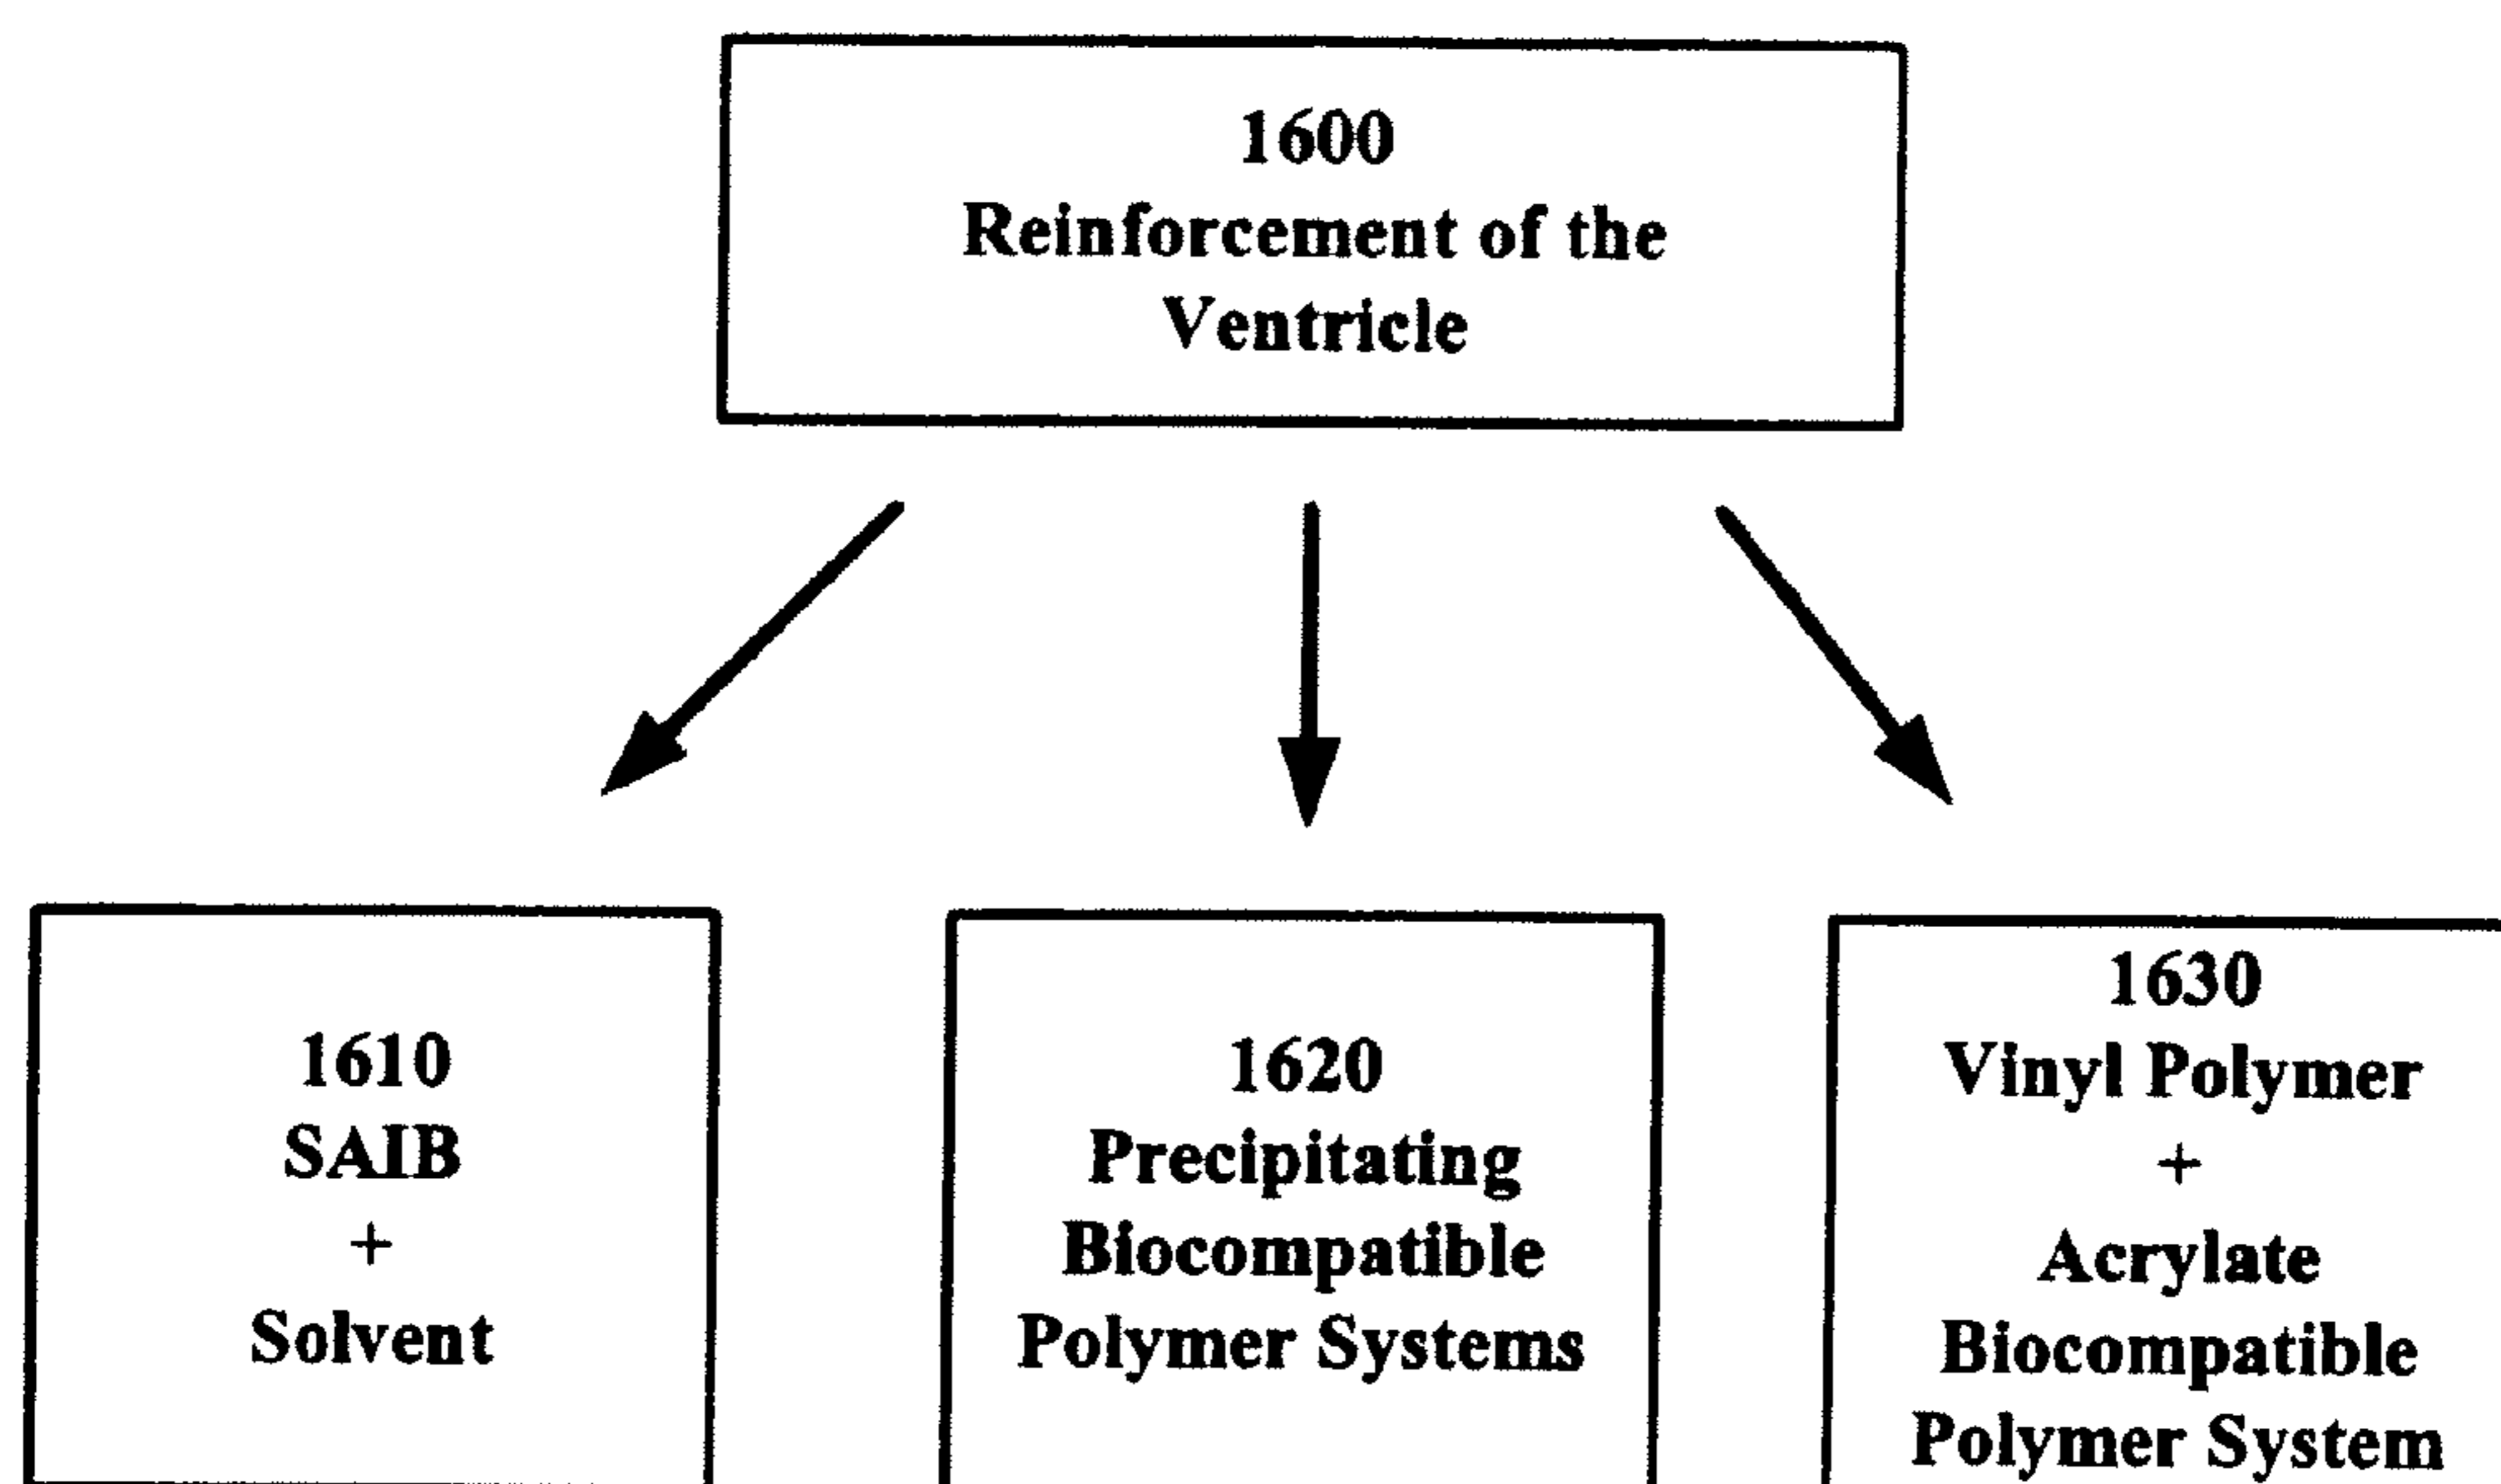 1600
Reinforcement of the
Ventricle
1610
SAIB
+
Solvent
1620
Precipitating
Biocompatible
Polymer Systems
1630
Vinyl Polymer
+
Acrylate
Biocompatible
Polymer System